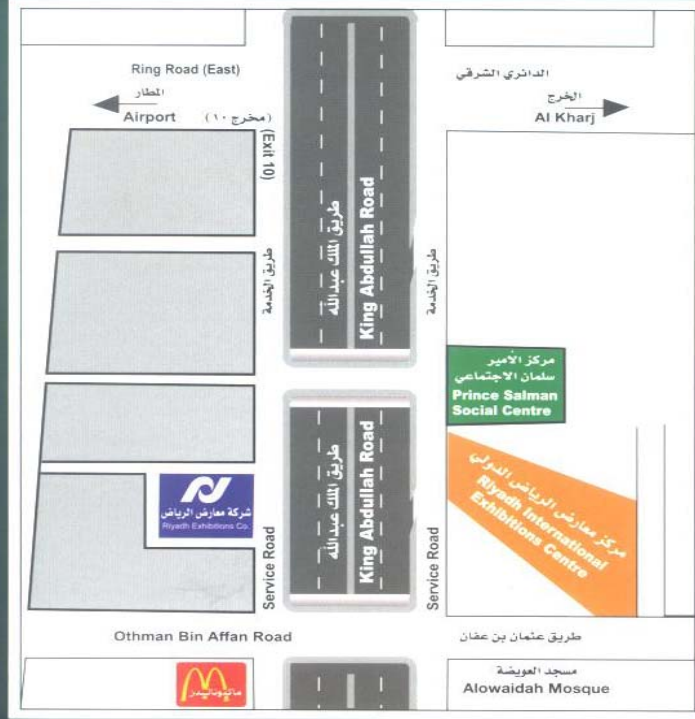 Ring Road (East)
الدائري الشرقي
المطار
Airport
(مخرج ١٠)
(Exit 10)
الخرج
Al Kharj
طريق الملك عبدالله
King Abdullah Road
طريق الخدمة
طريق الخدمة
مركز الأمير
سلمان الاجتماعي
Prince Salman
Social Centre
شركة معارض الرياض
Riyadh Exhibitions Co.
Service Road
طريق الملك عبدالله
King Abdullah Road
Service Road
مركز معارض الرياض الدولي
Riyadh International
Exhibitions Centre
Othman Bin Affan Road
طريق عثمان بن عفان
ماكدونالدز
مسجد العويضة
Alowaidah Mosque